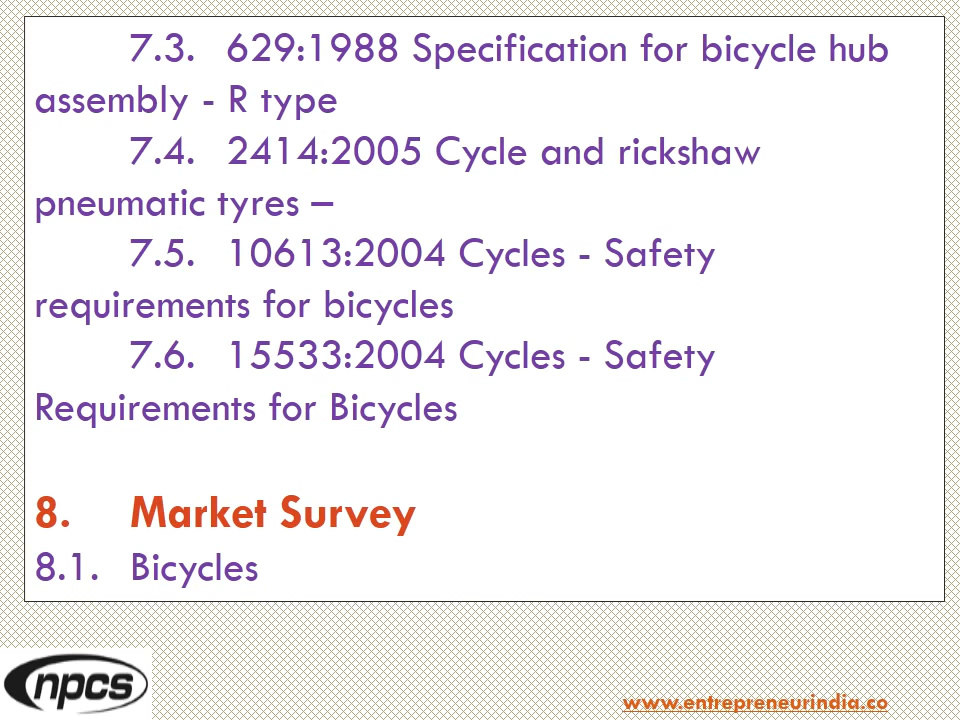 7.3. 629:1988 Specification for bicycle hub
assembly - R type
7.4. 2414:2005 Cycle and rickshaw
pneumatic tyres –
7.5. 10613:2004 Cycles - Safety
requirements for bicycles
7.6. 15533:2004 Cycles - Safety
Requirements for Bicycles
8. Market Survey
8.1. Bicycles
npcs
www.entrepreneurindia.co